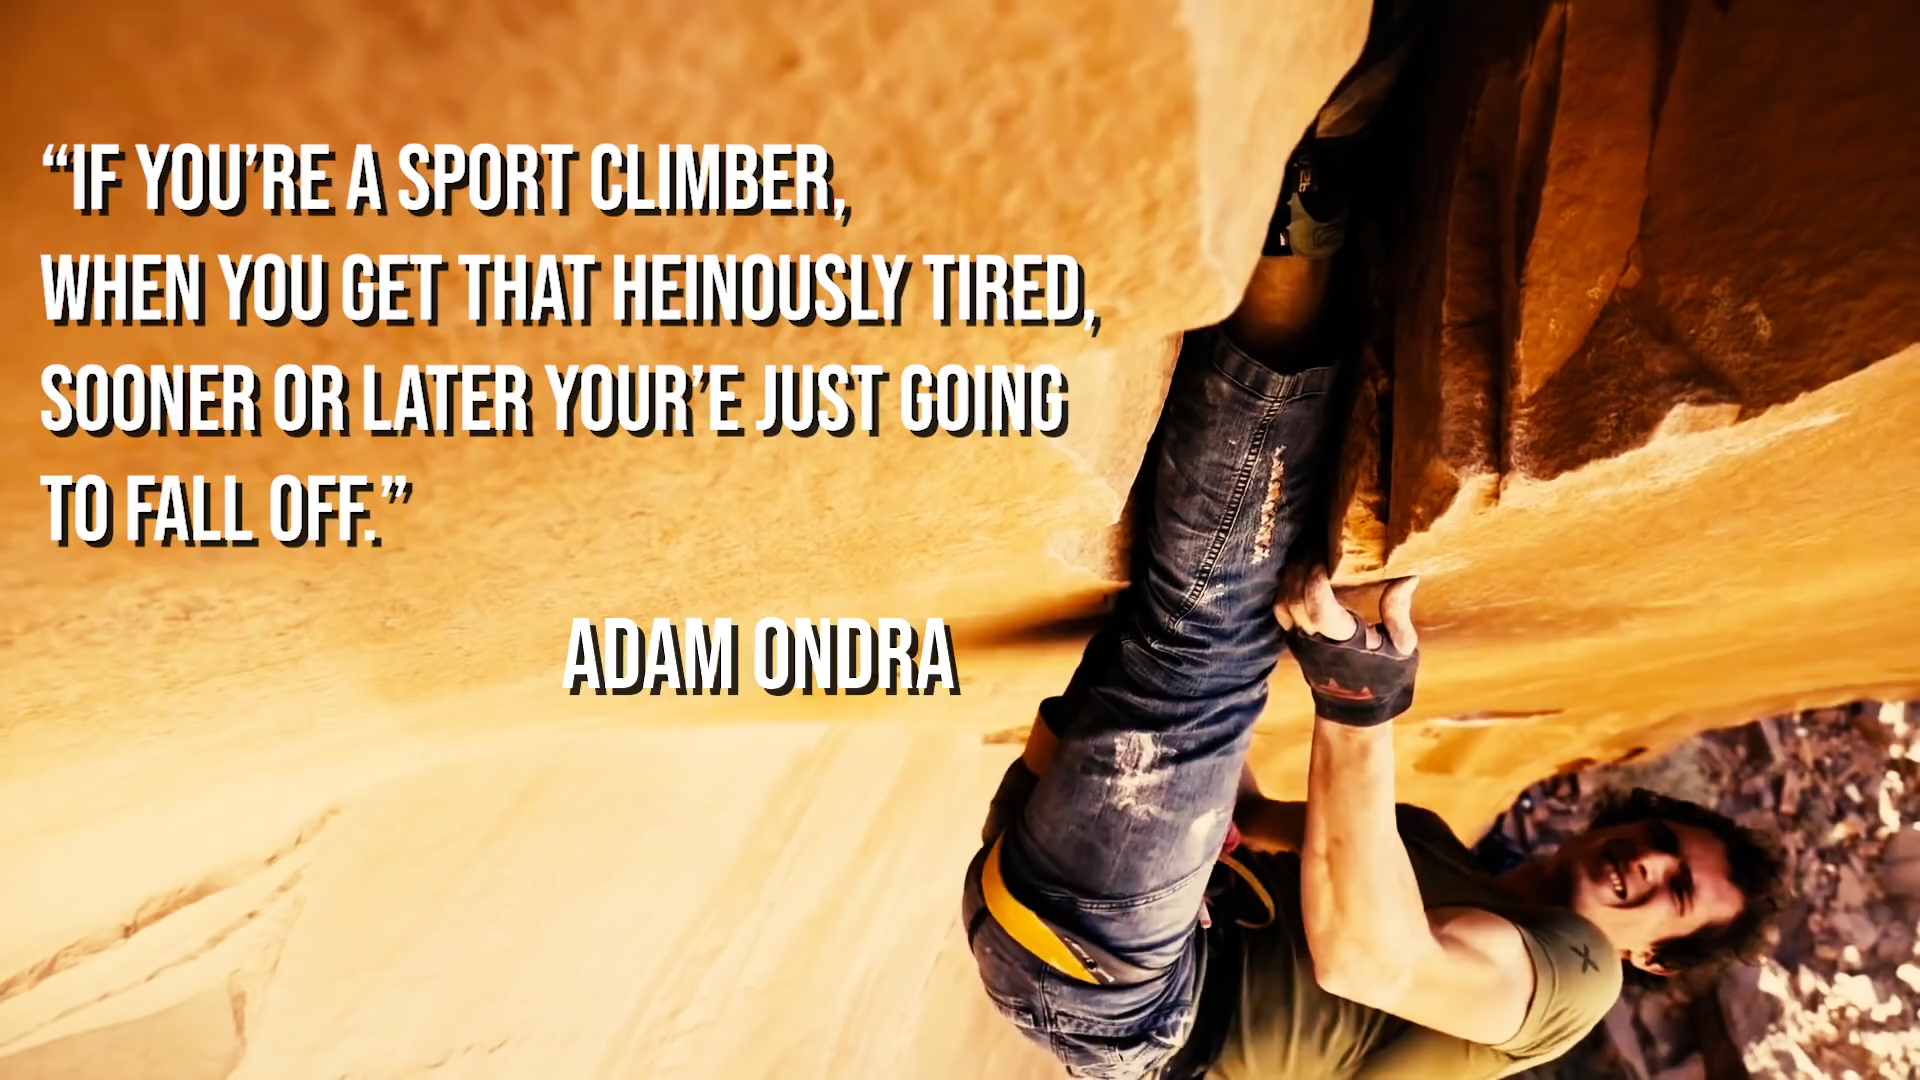 “IF YOU’RE A SPORT CLIMBER,
WHEN YOU GET THAT HEINOUSLY TIRED,
SOONER OR LATER YOUR’E JUST GOING
TO FALL OFF.”
ADAM ONDRA